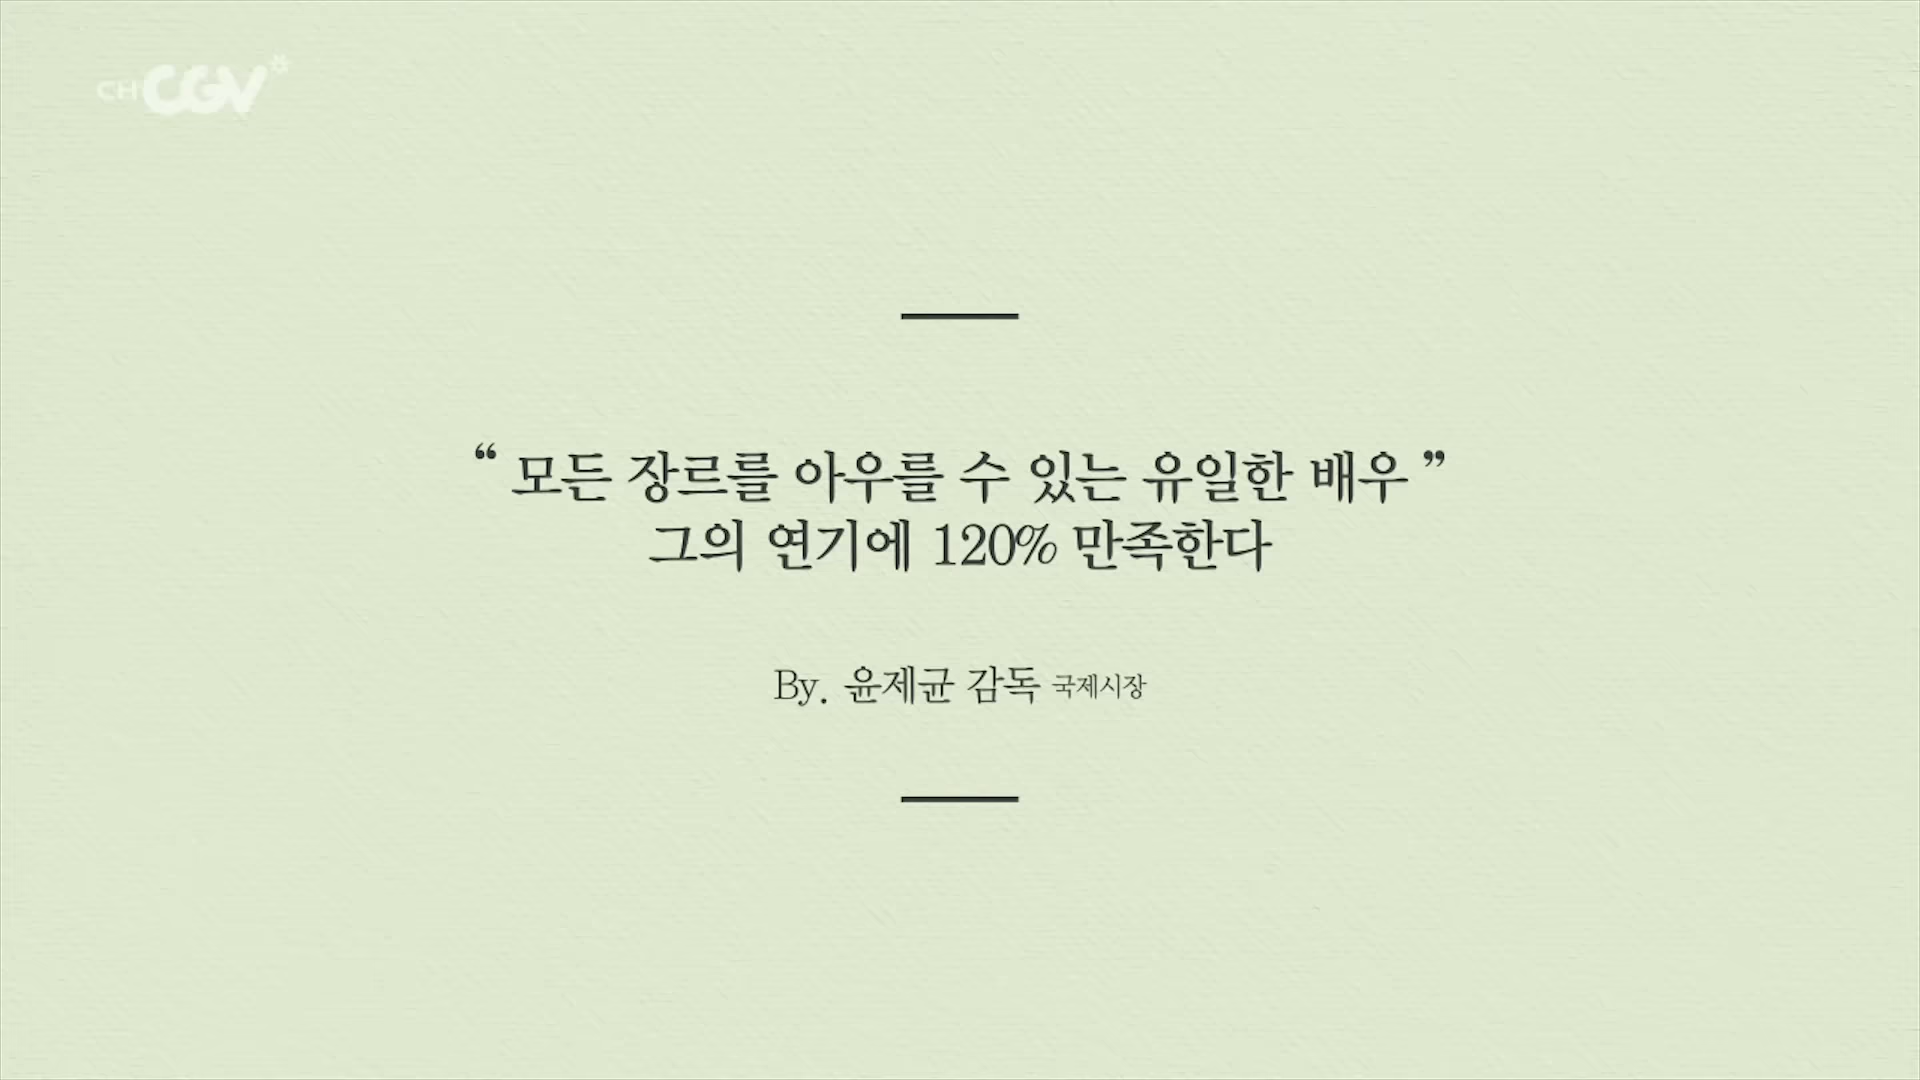 CH CGV
“ 모든 장르를 아우를 수 있는 유일한 배우 ”
그의 연기에 120% 만족한다
By. 윤제균 감독 국제시장